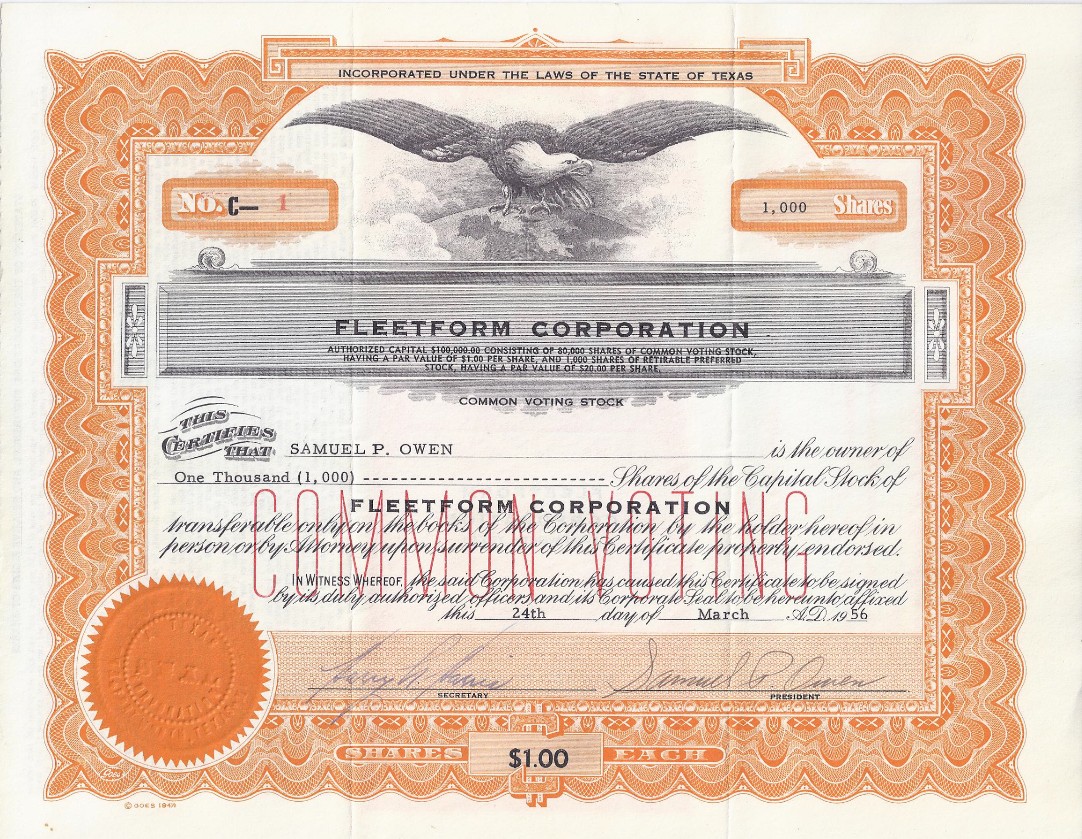 INCORPORATED UNDER THE LAWS OF THE STATE OF TEXAS
No. C— 1
1,000 Shares
FLEETFORM CORPORATION
AUTHORIZED CAPITAL $100,000.00 CONSISTING OF 80,000 SHARES OF COMMON VOTING STOCK,
HAVING A PAR VALUE OF $1.00 PER SHARE, AND 1,000 SHARES OF RETIRABLE PREFERRED
STOCK, HAVING A PAR VALUE OF $20.00 PER SHARE.
COMMON VOTING STOCK
THIS CERTIFIES THAT SAMUEL P. OWEN is the owner of
One Thousand (1,000) --------------------------- Shares of the Capital Stock of
FLEETFORM CORPORATION
COMMON VOTING
transferable only on the books of the Corporation by the holder hereof in
person or by Attorney upon surrender of this Certificate properly endorsed.
IN WITNESS WHEREOF, the said Corporation has caused this Certificate to be signed
by its duly authorized officers and its Corporate Seal to be hereunto affixed
this 24th day of March A.D. 1956
Samuel P. Owen
SECRETARY
PRESIDENT
SHARES $1.00 EACH
Goes
© GOES